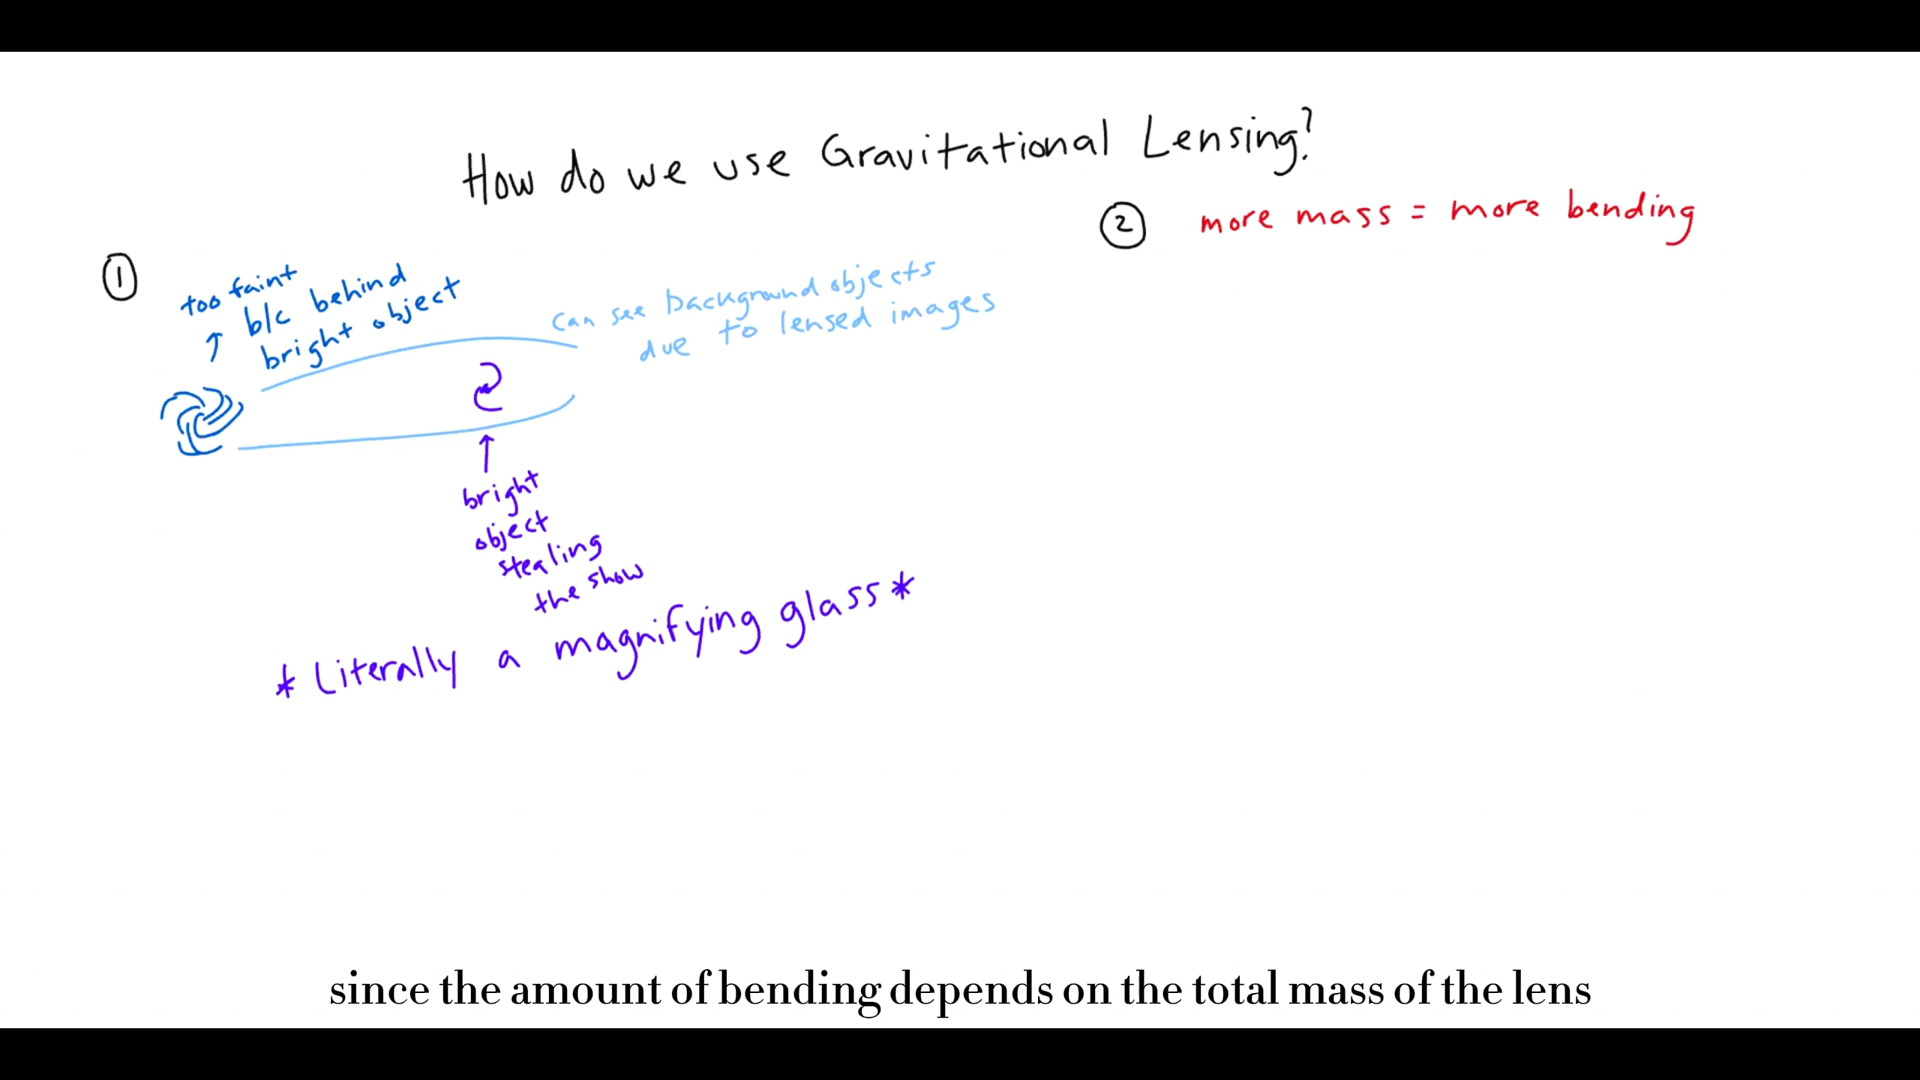 How do we use Gravitational Lensing?
①
too faint
↑ b/c behind
bright object
can see background objects
due to lensed images
↑
bright
object
stealing
the show
* Literally a magnifying glass *
② more mass = more bending
since the amount of bending depends on the total mass of the lens